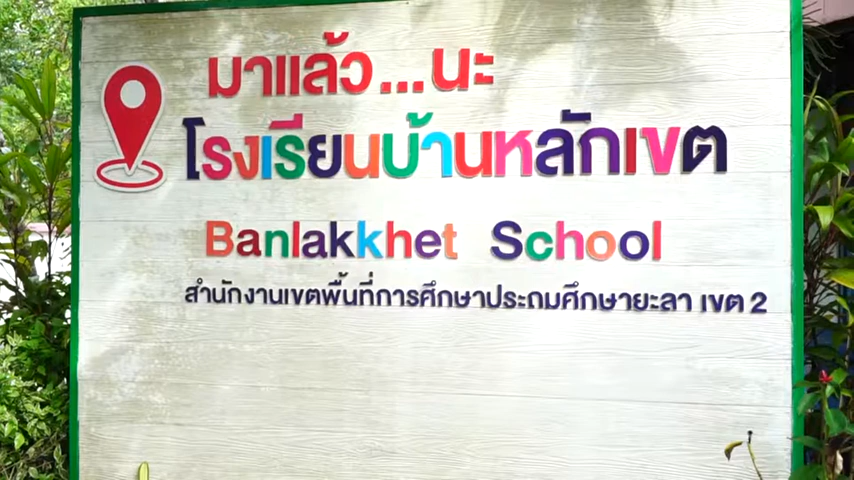 มาแล้ว...นะ
โรงเรียนบ้านหลักเขต
Banlakkhet School
สำนักงานเขตพื้นที่การศึกษาประถมศึกษายะลา เขต 2